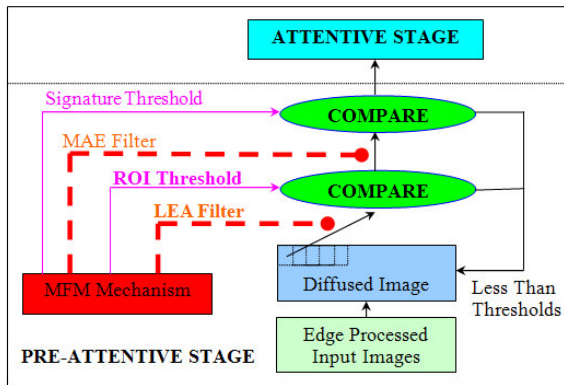 ATTENTIVE STAGE
Signature Threshold
COMPARE
MAE Filter
ROI Threshold
COMPARE
LEA Filter
MFM Mechanism
Diffused Image
Less Than
Thresholds
Edge Processed
Input Images
PRE-ATTENTIVE STAGE